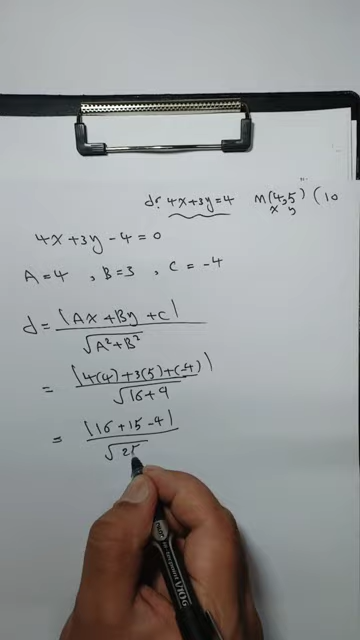 d: 4x+3y=4 M(4,5) (10
x y
4x+3y-4=0
A=4 , B=3 , C=-4
d = |Ax+By+C| / √A²+B²
= |4(4)+3(5)+(-4)| / √16+9
= |16+15-4| / √25